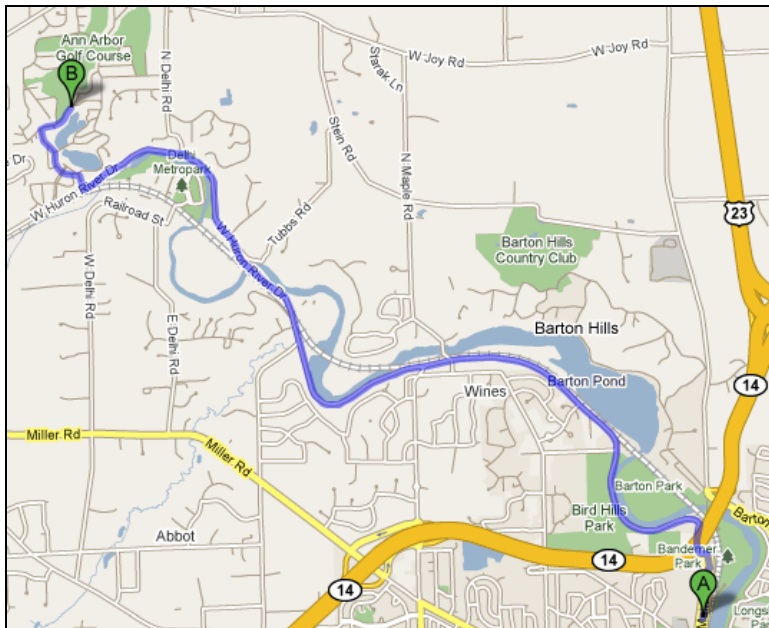 Ann Arbor
Golf Course
B
N Delhi Rd
Starak Ln
W Joy Rd
W Joy Rd
Stein Rd
N Maple Rd
Dr
W Huron River Dr
Delhi
Metropark
Railroad St
W Huron River Dr
Tubbs Rd
23
Barton Hills
Country Club
W Delhi Rd
E Delhi Rd
Barton Hills
14
Barton Pond
Wines
Miller Rd
Miller Rd
Barton Park
Bird Hills
Park
Barton
Abbot
14
Bandemer
Park
A
14
M
Longs
Par